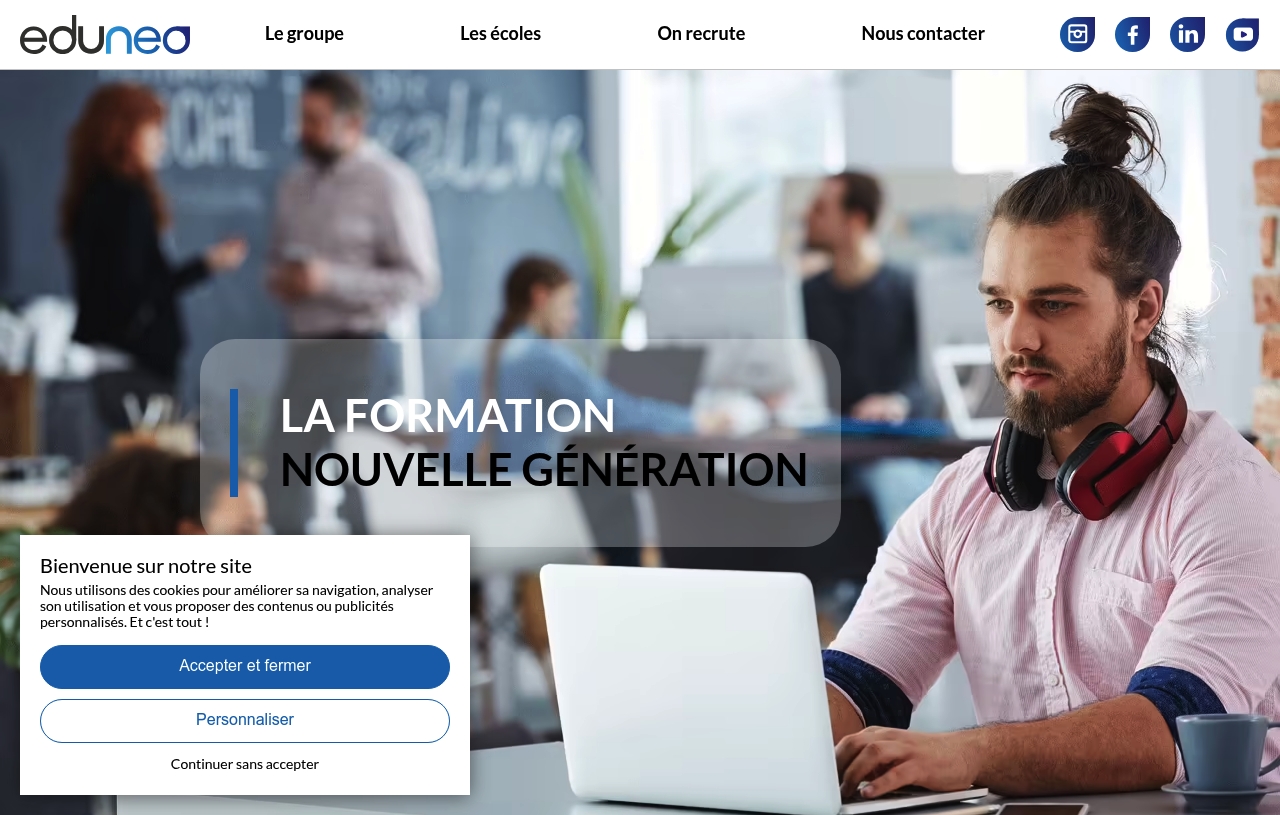 eduneo
Le groupe
Les écoles
On recrute
Nous contacter
LA FORMATION
NOUVELLE GÉNÉRATION
Bienvenue sur notre site
Nous utilisons des cookies pour améliorer sa navigation, analyser
son utilisation et vous proposer des contenus ou publicités
personnalisés. Et c'est tout !
Accepter et fermer
Personnaliser
Continuer sans accepter